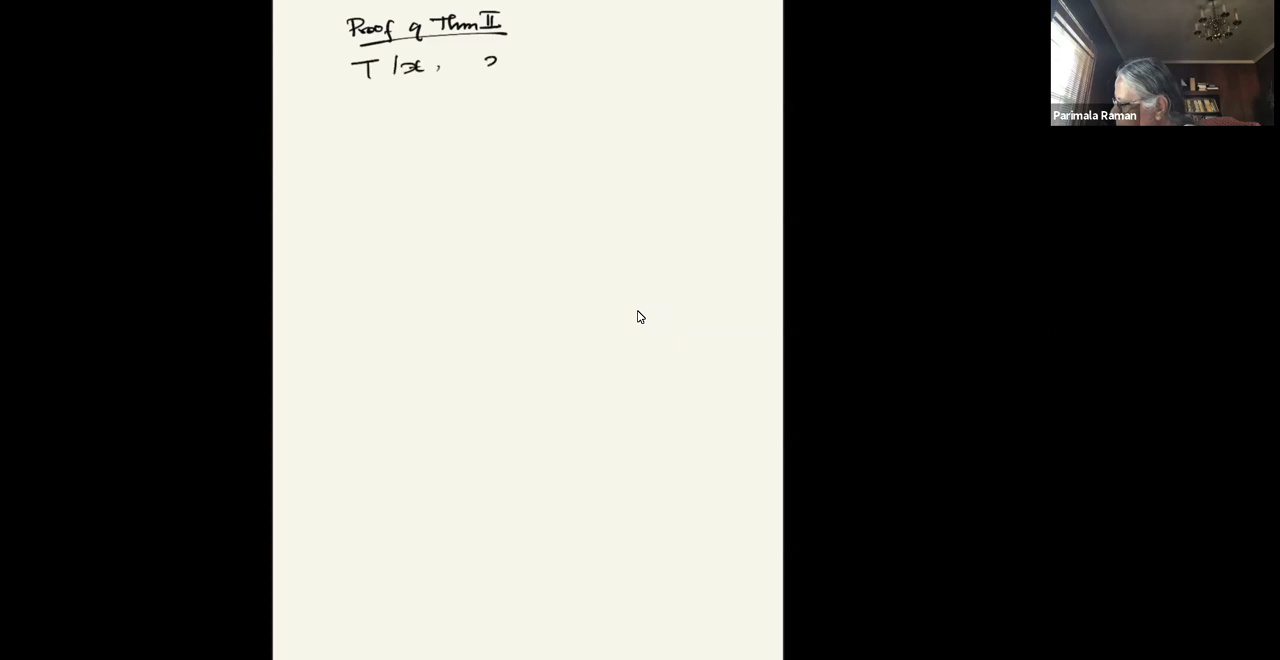 Proof of Thm II
T / 𝒳 ,
Parimala Raman